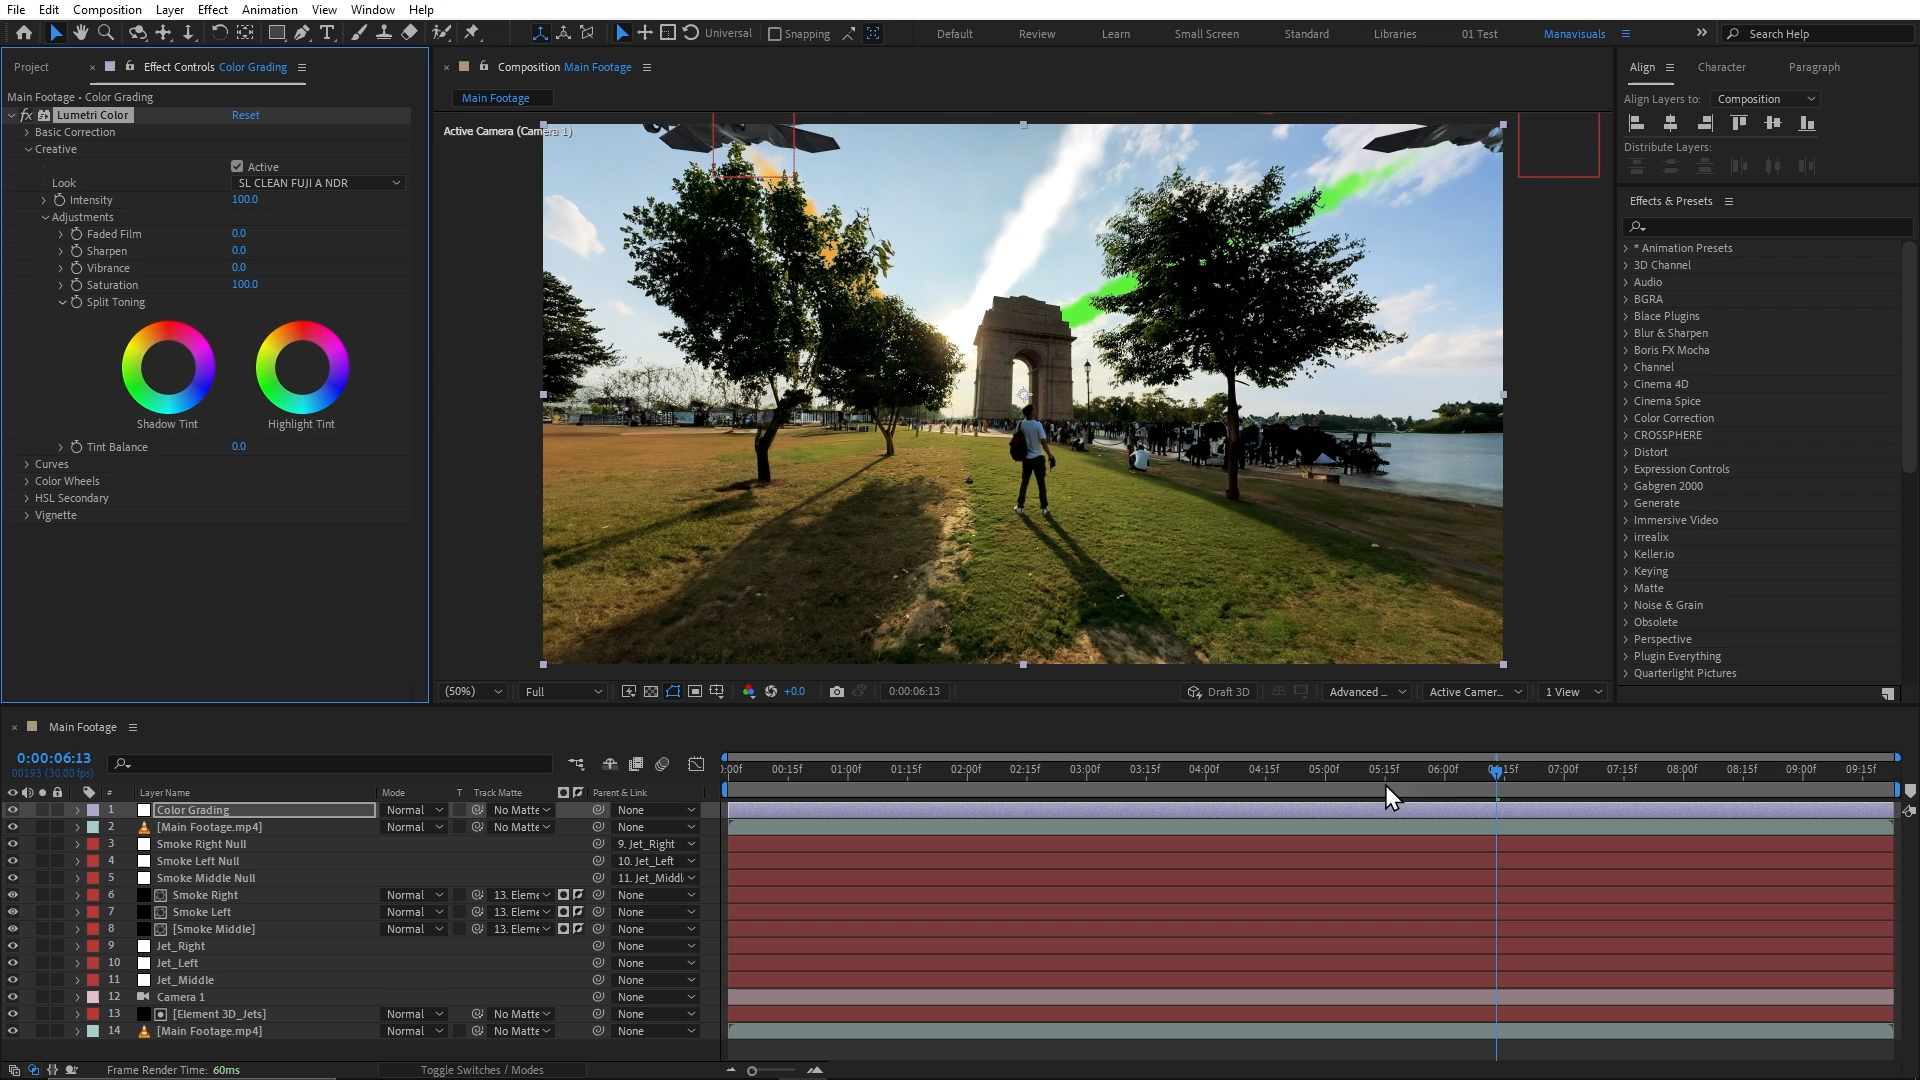 File Edit Composition Layer Effect Animation View Window Help
Universal Snapping Default Review Learn Small Screen Standard Libraries 01 Test Manavisuals Search Help
Project × Effect Controls Color Grading
Main Footage • Color Grading
fx Lumetri Color Reset
Basic Correction
Creative
Active
Look SL CLEAN FUJI A NDR
Intensity 100.0
Adjustments
Faded Film 0.0
Sharpen 0.0
Vibrance 0.0
Saturation 100.0
Split Toning
Shadow Tint Highlight Tint
Tint Balance 0.0
Curves
Color Wheels
HSL Secondary
Vignette
× Composition Main Footage
Main Footage
Active Camera (Camera 1)
(50%) Full +0.0 0:00:06:13 Draft 3D Advanced ... Active Camer... 1 View
Align Character Paragraph
Align Layers to: Composition
Distribute Layers:
Effects & Presets
* Animation Presets
3D Channel
Audio
BGRA
Blace Plugins
Blur & Sharpen
Boris FX Mocha
Channel
Cinema 4D
Cinema Spice
Color Correction
CROSSPHERE
Distort
Expression Controls
Gabgren 2000
Generate
Immersive Video
irrealix
Keller.io
Keying
Matte
Noise & Grain
Obsolete
Perspective
Plugin Everything
Quarterlight Pictures
× Main Footage
0:00:06:13
00193 (30.00 fps)
:00f 00:15f 01:00f 01:15f 02:00f 02:15f 03:00f 03:15f 04:00f 04:15f 05:00f 05:15f 06:00f 15f 07:00f 07:15f 08:00f 08:15f 09:00f 09:15f
# Layer Name Mode T Track Matte Parent & Link
1 Color Grading Normal No Matte None
2 [Main Footage.mp4] Normal No Matte None
3 Smoke Right Null 9. Jet_Right
4 Smoke Left Null 10. Jet_Left
5 Smoke Middle Null 11. Jet_Middl
6 Smoke Right Normal 13. Eleme None
7 Smoke Left Normal 13. Eleme None
8 [Smoke Middle] Normal 13. Eleme None
9 Jet_Right None
10 Jet_Left None
11 Jet_Middle None
12 Camera 1 None
13 [Element 3D_Jets] Normal No Matte None
14 [Main Footage.mp4] Normal No Matte None
Frame Render Time: 60ms Toggle Switches / Modes